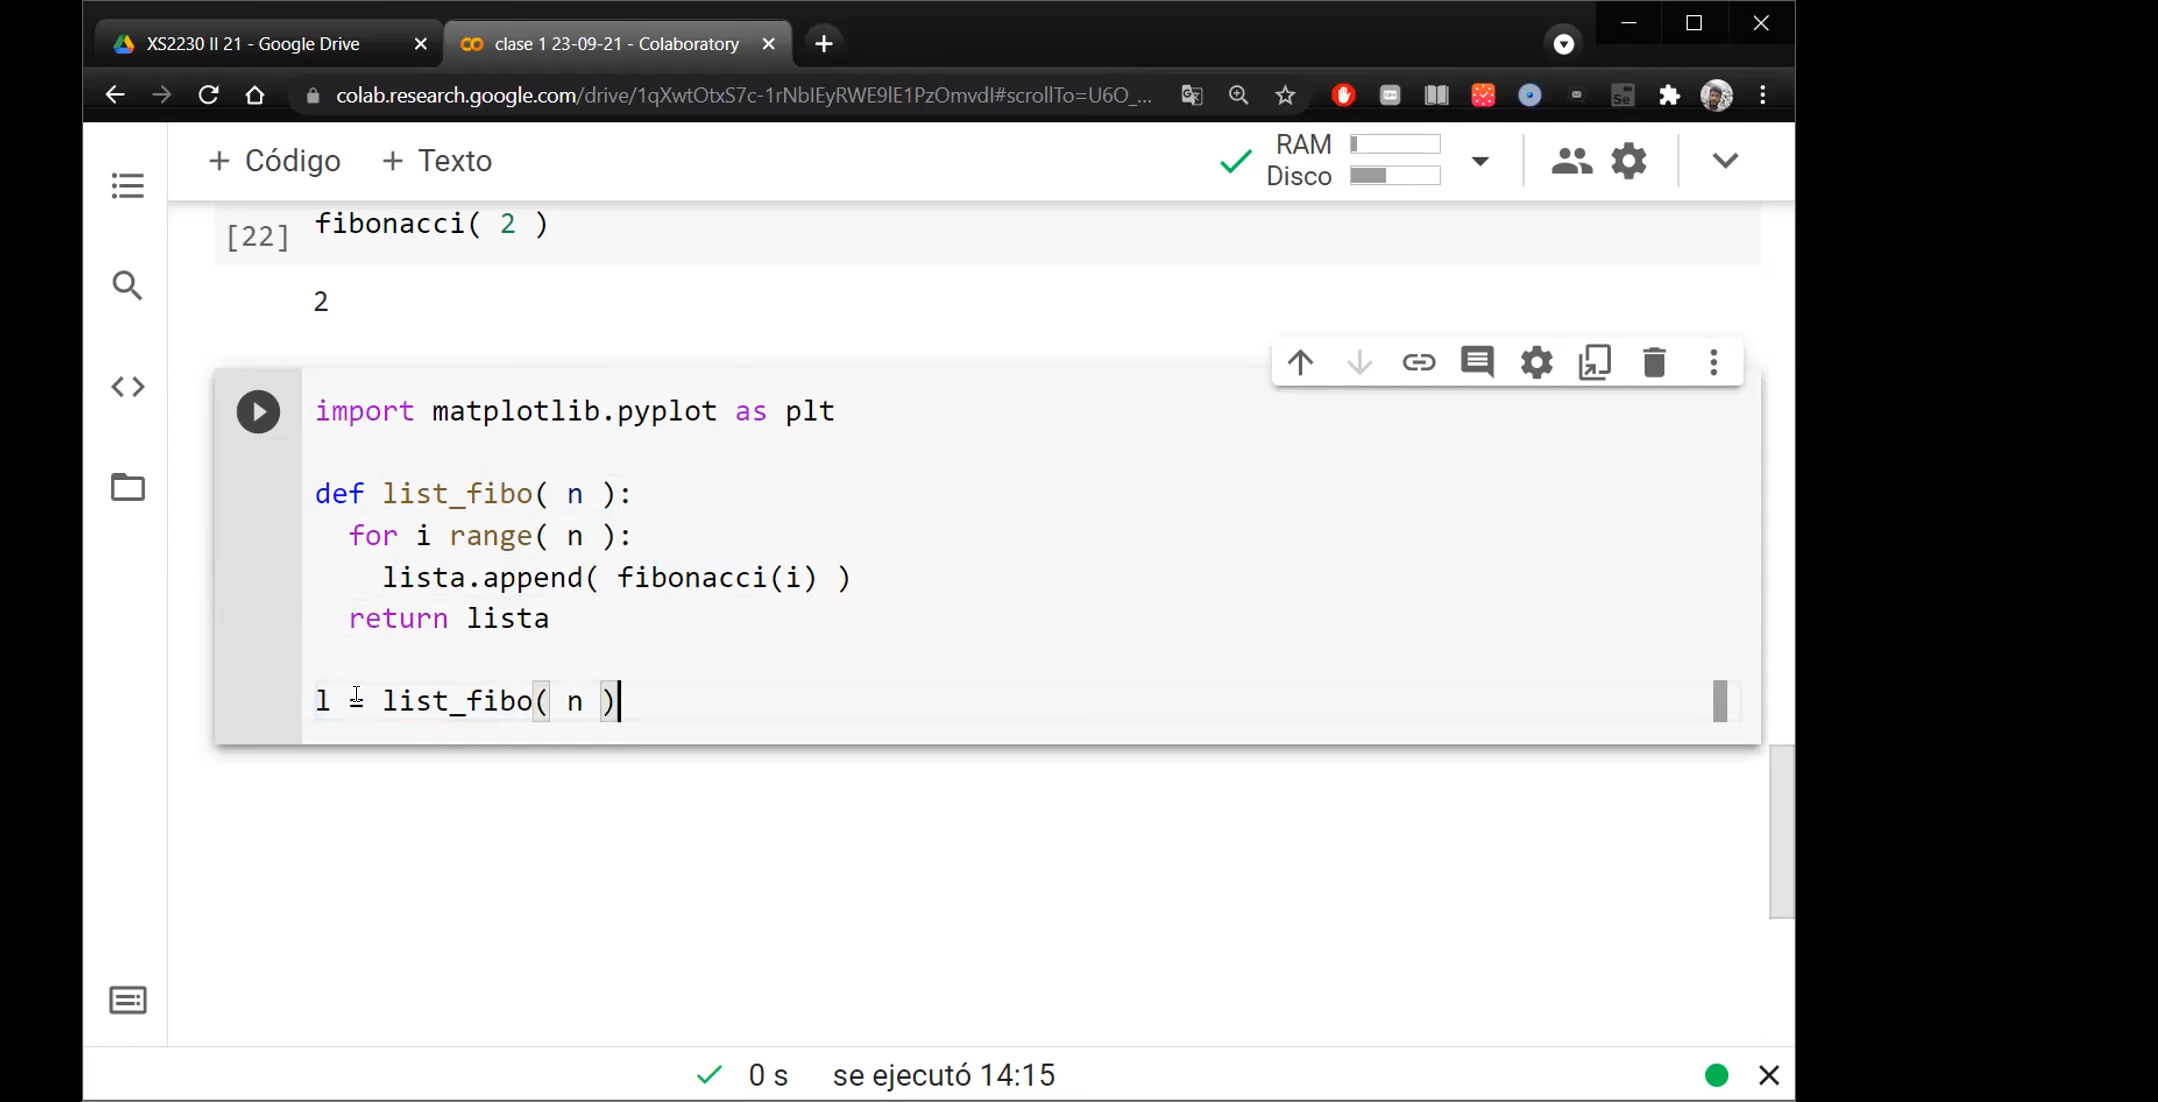 XS2230 II 21 - Google Drive
clase 1 23-09-21 - Colaboratory
colab.research.google.com/drive/1qXwtOtxS7c-1rNbIEyRWE9lE1PzOmvdI#scrollTo=U6O_...
Se
+ Código + Texto
RAM
Disco
[22] fibonacci( 2 )
2
import matplotlib.pyplot as plt
def list_fibo( n ):
for i range( n ):
lista.append( fibonacci(i) )
return lista
l = list_fibo( n )
0 s se ejecutó 14:15